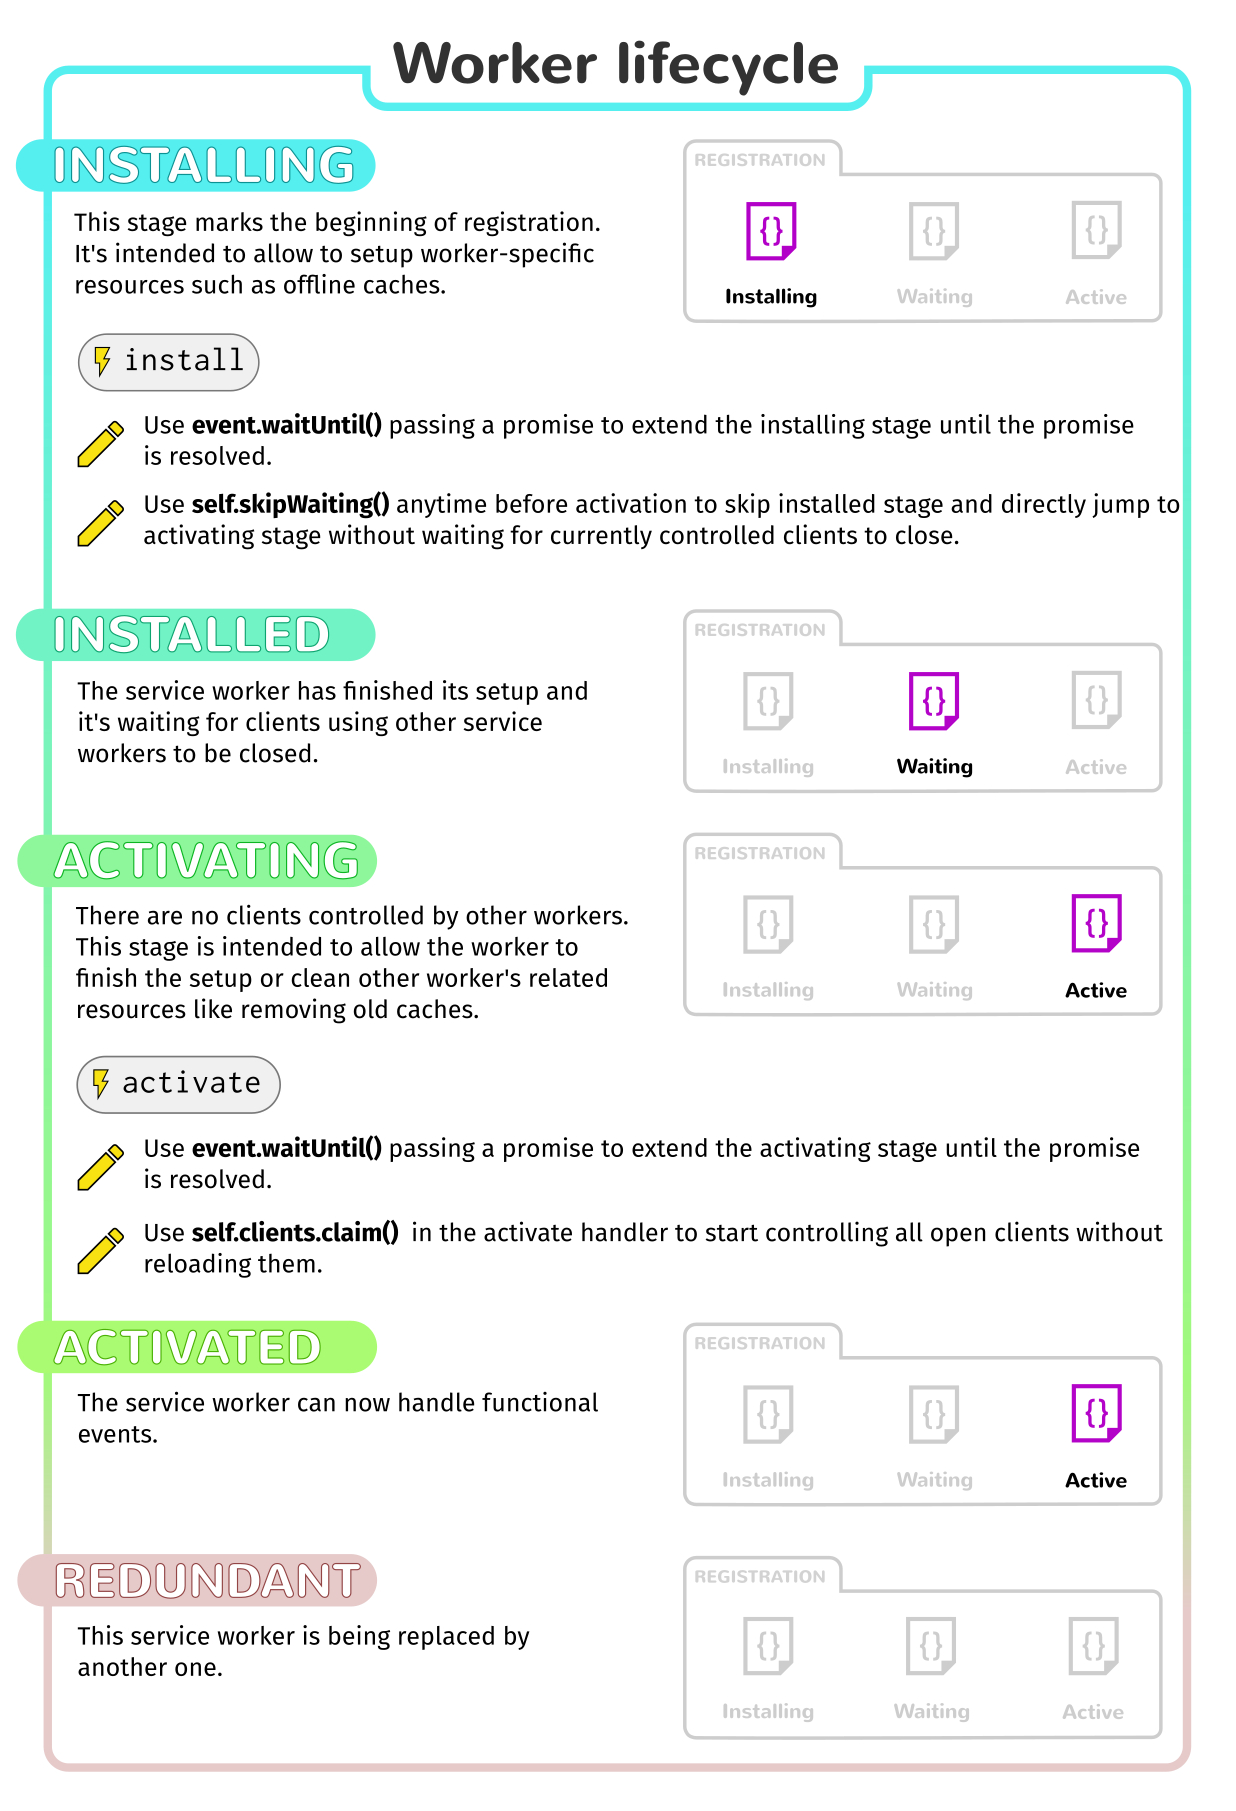 Worker lifecycle
INSTALLING
REGISTRATION
This stage marks the beginning of registration.
It's intended to allow to setup worker-specific
resources such as offline caches.
{}
{}
{}
Installing
Waiting
Active
install
Use event.waitUntil() passing a promise to extend the installing stage until the promise
is resolved.
Use self.skipWaiting() anytime before activation to skip installed stage and directly jump to
activating stage without waiting for currently controlled clients to close.
INSTALLED
REGISTRATION
The service worker has finished its setup and
it's waiting for clients using other service
workers to be closed.
{}
{}
{}
Installing
Waiting
Active
ACTIVATING
REGISTRATION
There are no clients controlled by other workers.
This stage is intended to allow the worker to
finish the setup or clean other worker's related
resources like removing old caches.
{}
{}
{}
Installing
Waiting
Active
activate
Use event.waitUntil() passing a promise to extend the activating stage until the promise
is resolved.
Use self.clients.claim() in the activate handler to start controlling all open clients without
reloading them.
ACTIVATED
REGISTRATION
The service worker can now handle functional
events.
{}
{}
{}
Installing
Waiting
Active
REDUNDANT
REGISTRATION
This service worker is being replaced by
another one.
{}
{}
{}
Installing
Waiting
Active